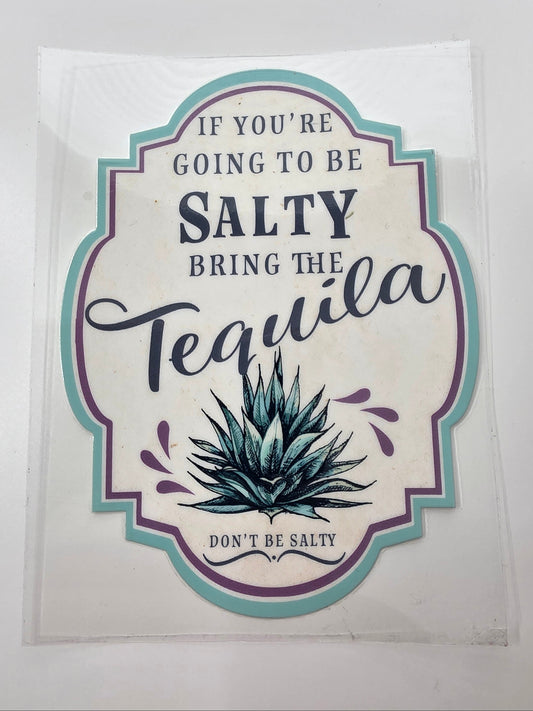 IF YOU'RE
GOING TO BE
SALTY
BRING THE
Tequila
DON'T BE SALTY